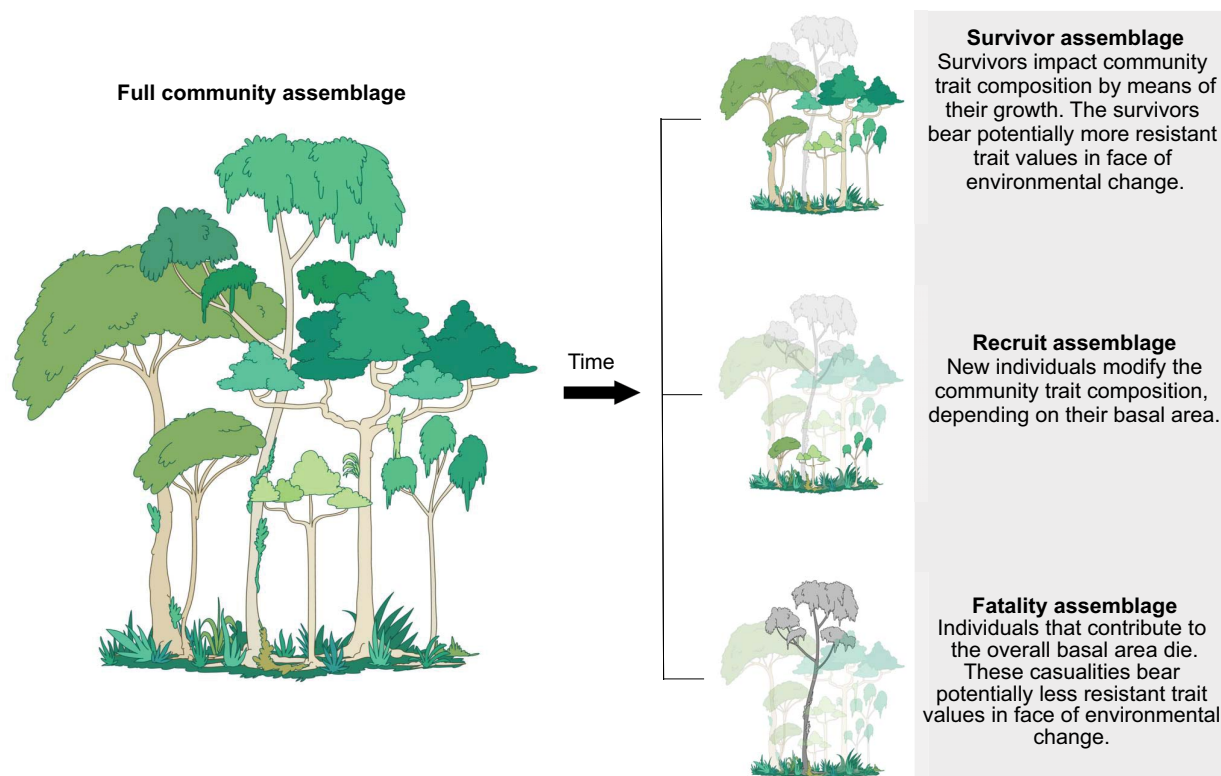 Full community assemblage
Time
Survivor assemblage
Survivors impact community
trait composition by means of
their growth. The survivors
bear potentially more resistant
trait values in face of
environmental change.
Recruit assemblage
New individuals modify the
community trait composition,
depending on their basal area.
Fatality assemblage
Individuals that contribute to
the overall basal area die.
These casualities bear
potentially less resistant trait
values in face of environmental
change.